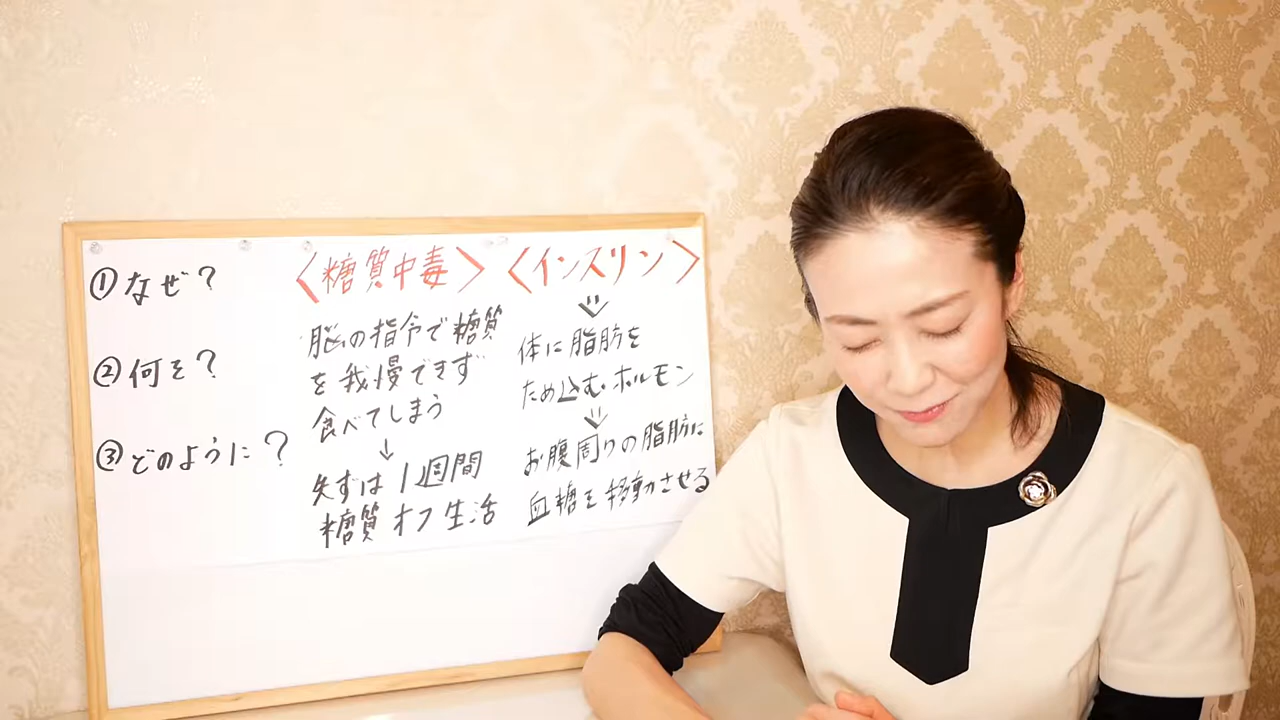 ①なぜ?
②何を?
③どのように?
〈糖質中毒〉
脳の指令で糖質
を我慢できず
食べてしまう
↓
先ずは1週間
糖質オフ生活
〈インスリン〉
体に脂肪を
ため込むホルモン
お腹周りの脂肪に
血糖を移動させる